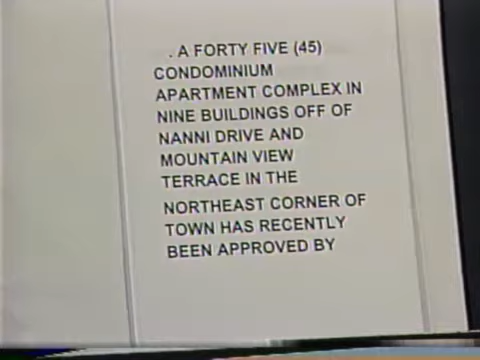 . A FORTY FIVE (45)
CONDOMINIUM
APARTMENT COMPLEX IN
NINE BUILDINGS OFF OF
NANNI DRIVE AND
MOUNTAIN VIEW
TERRACE IN THE
NORTHEAST CORNER OF
TOWN HAS RECENTLY
BEEN APPROVED BY